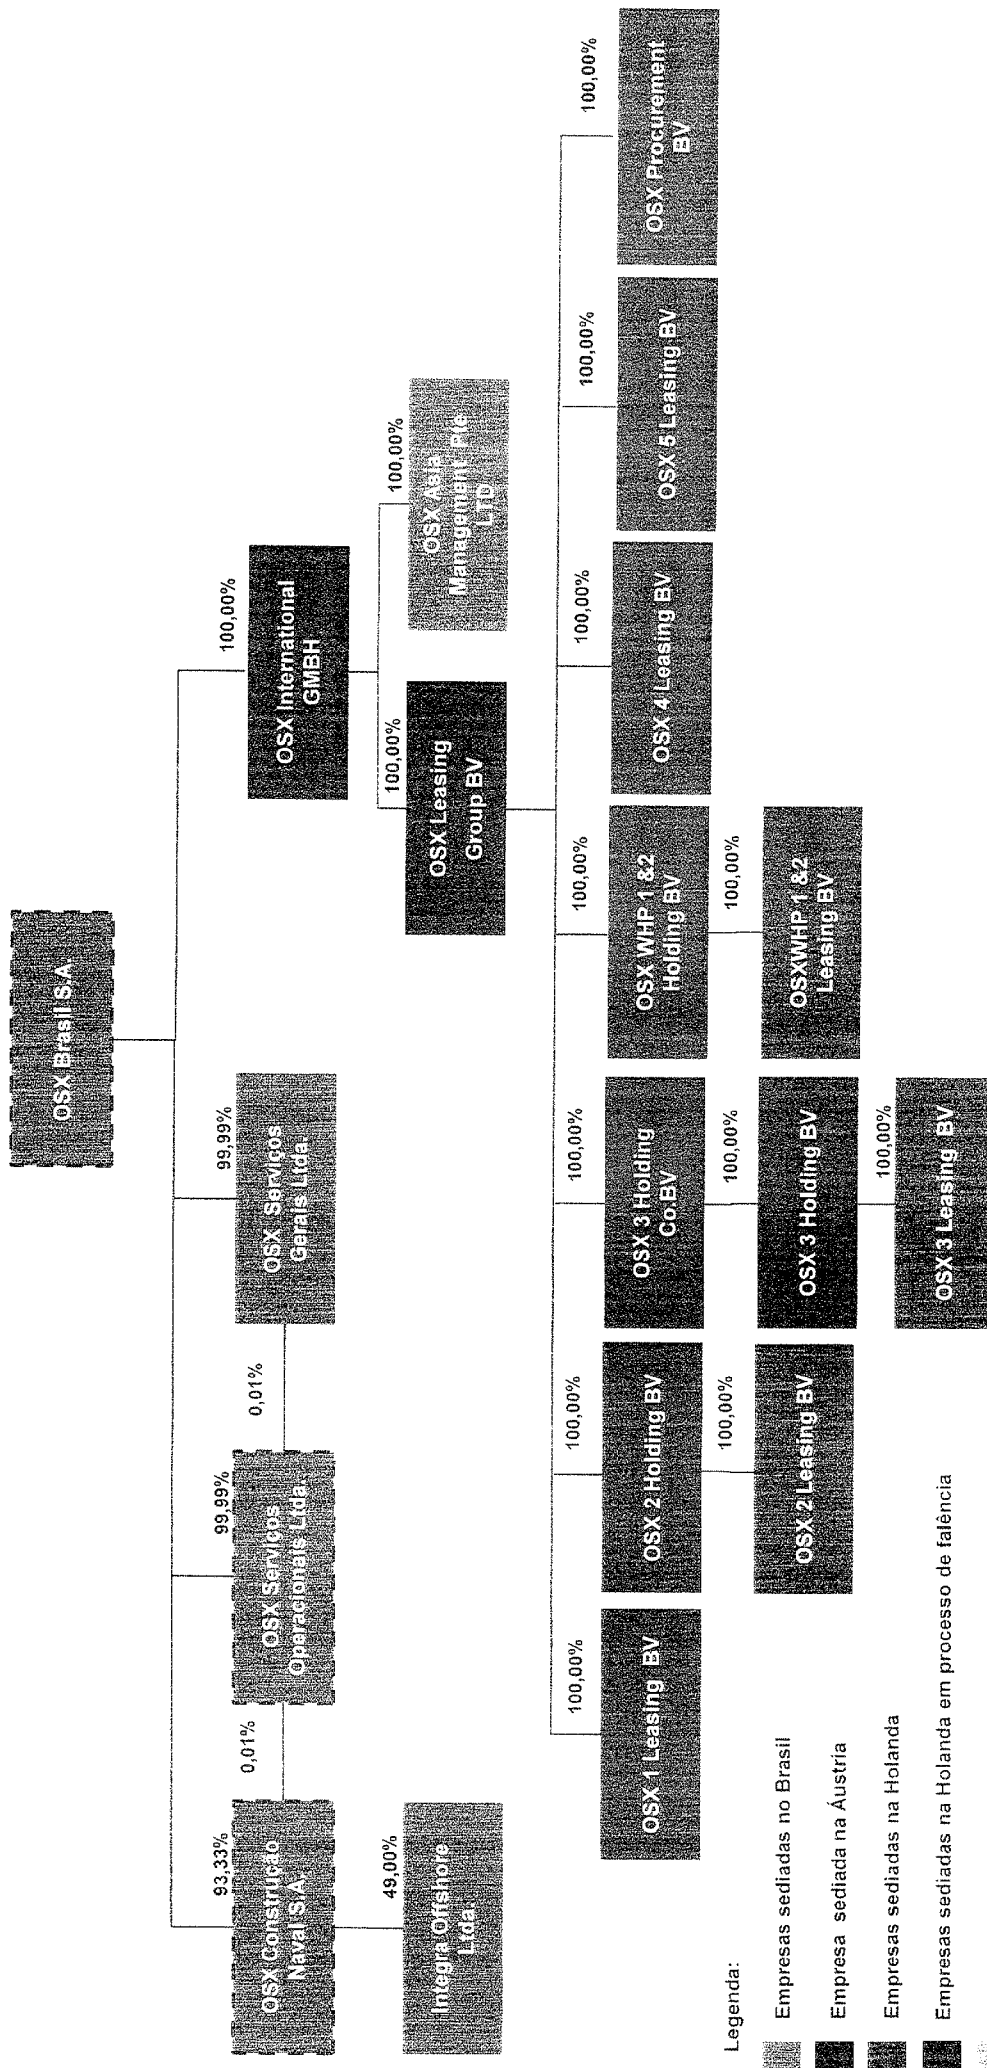 OSX Brasil S.A.
93,33%
99,99%
99,99%
100,00%
OSX Construção
Naval S.A.
0,01%
OSX Serviços
Operacionais Ltda.
0,01%
OSX Serviços
Gerais Ltda.
OSX International
GMBH
49,00%
100,00%
100,00%
Integra Offshore
Ltda.
OSX Leasing
Group BV
OSX Asia
Management Pte
LTD
100,00%
100,00%
100,00%
100,00%
100,00%
100,00%
100,00%
OSX 1 Leasing BV
OSX 2 Holding BV
OSX 3 Holding
Co.BV
OSX WHP 1 &2
Holding BV
OSX 4 Leasing BV
OSX 5 Leasing BV
OSX Procurement
BV
100,00%
100,00%
100,00%
OSX 2 Leasing BV
OSX 3 Holding BV
OSXWHP 1 &2
Leasing BV
100,00%
OSX 3 Leasing BV
Legenda:
Empresas sediadas no Brasil
Empresa sediada na Áustria
Empresas sediadas na Holanda
Empresas sediadas na Holanda em processo de falência